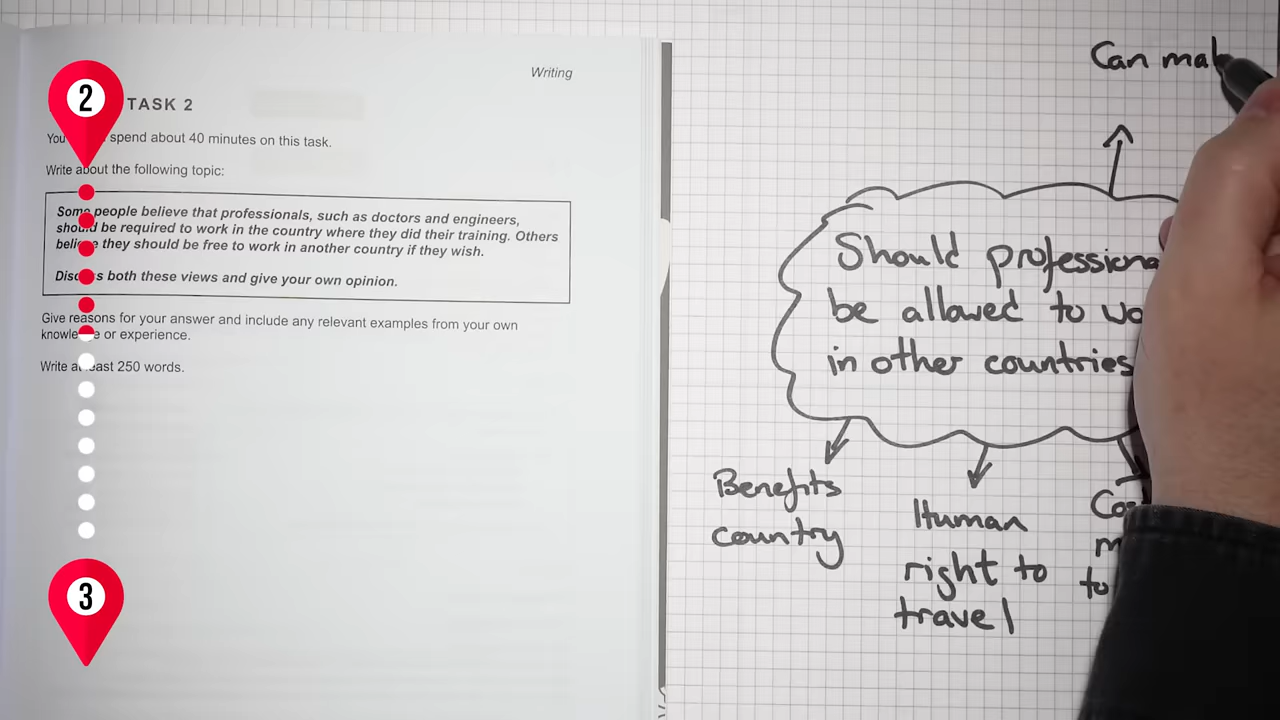 2
3
Writing
TASK 2
spend about 40 minutes on this task.
Write about the following topic:
Some people believe that professionals, such as doctors and engineers,
should be required to work in the country where they did their training. Others
believe they should be free to work in another country if they wish.
Discuss both these views and give your own opinion.
Give reasons for your answer and include any relevant examples from your own
knowledge or experience.
Write at least 250 words.
Can
Should
be allowed to
in other countries
Benefits
country
Human
right to
travel
to